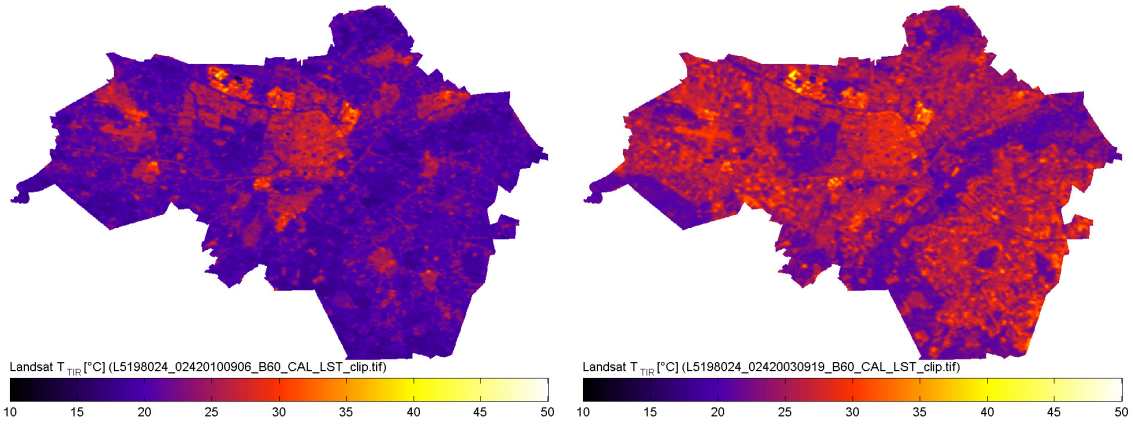 Landsat T TIR [°C] (L5198024_02420100906_B60_CAL_LST_clip.tif)
10 15 20 25 30 35 40 45 50
Landsat T TIR [°C] (L5198024_02420030919_B60_CAL_LST_clip.tif)
10 15 20 25 30 35 40 45 50